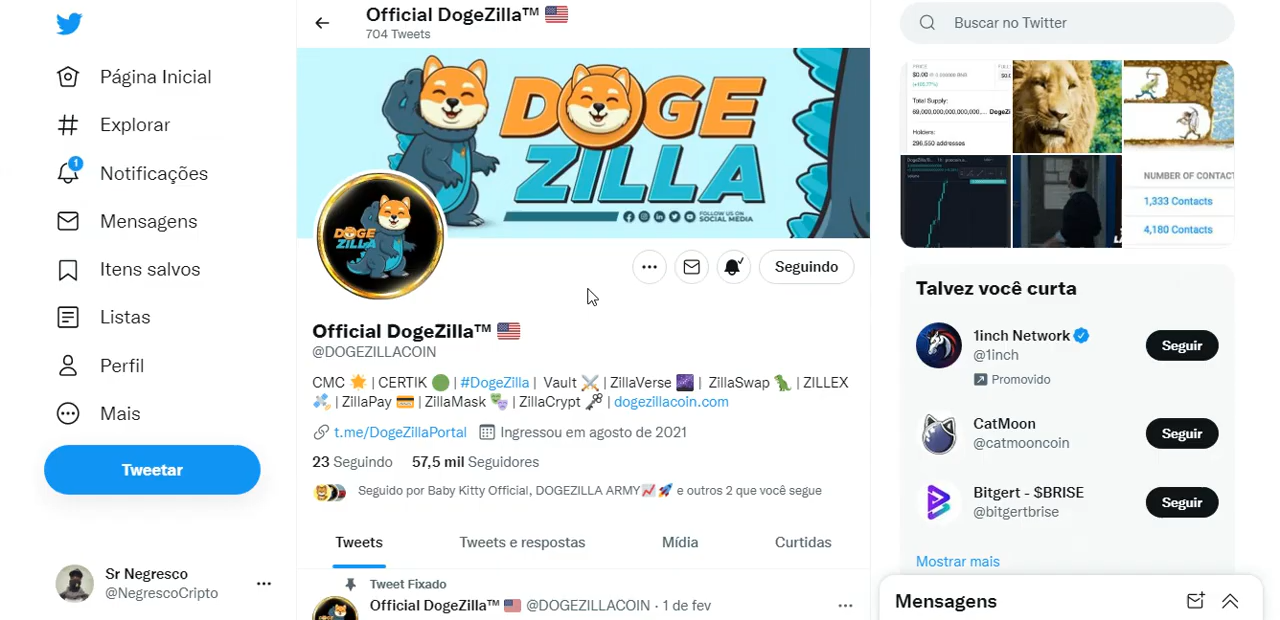 Página Inicial
Explorar
1
Notificações
Mensagens
Itens salvos
Listas
Perfil
Mais
Tweetar
Sr Negresco
@NegrescoCripto
Official DogeZilla™
704 Tweets
DOGE
ZILLA
FOLLOW US ON
SOCIAL MEDIA
DOGE
ZILLA
Seguindo
Official DogeZilla™
@DOGEZILLACOIN
CMC | CERTIK | #DogeZilla | Vault | ZillaVerse | ZillaSwap | ZILLEX
| ZillaPay | ZillaMask | ZillaCrypt | dogezillacoin.com
t.me/DogeZillaPortal Ingressou em agosto de 2021
23 Seguindo 57,5 mil Seguidores
Seguido por Baby Kitty Official, DOGEZILLA ARMY e outros 2 que você segue
Tweets Tweets e respostas Mídia Curtidas
Tweet Fixado
Official DogeZilla™ @DOGEZILLACOIN · 1 de fev
Buscar no Twitter
PRICE
$0.00
Total Supply:
69,000,000,000,000,000,... DogeZi
Holders:
296,550 addresses
NUMBER OF CONTACT
1,333 Contacts
4,180 Contacts
Talvez você curta
1inch Network
@1inch
Promovido
Seguir
CatMoon
@catmooncoin
Seguir
Bitgert - $BRISE
@bitgertbrise
Seguir
Mostrar mais
Mensagens